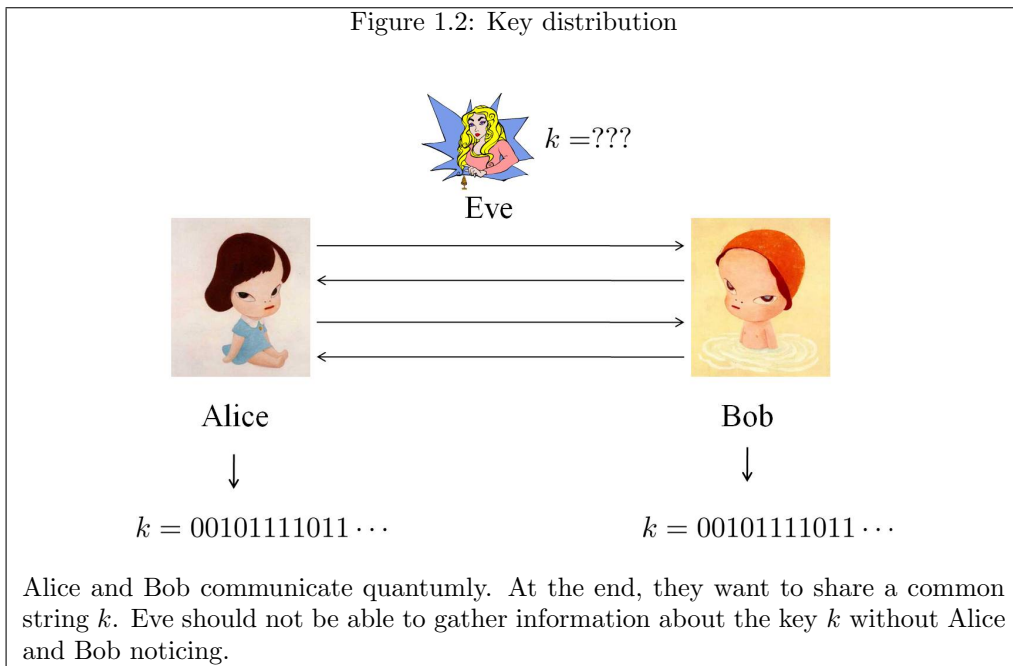 Figure 1.2: Key distribution
k =???
Eve
Alice
Bob
k = 00101111011 ···
k = 00101111011 ···
Alice and Bob communicate quantumly. At the end, they want to share a common
string k. Eve should not be able to gather information about the key k without Alice
and Bob noticing.